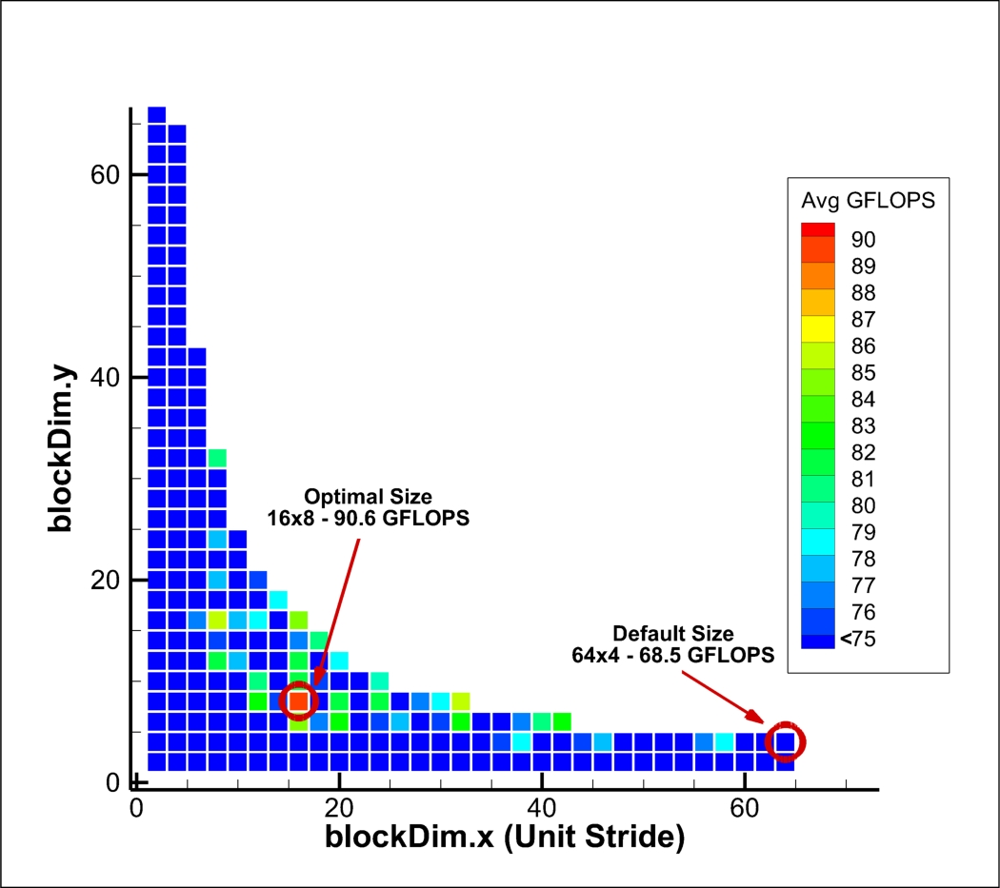 Avg GFLOPS
90
89
88
87
86
85
84
83
82
81
80
79
78
77
76
<75
Optimal Size
16x8 - 90.6 GFLOPS
Default Size
64x4 - 68.5 GFLOPS
blockDim.y
60
40
20
0
0 20 40 60
blockDim.x (Unit Stride)